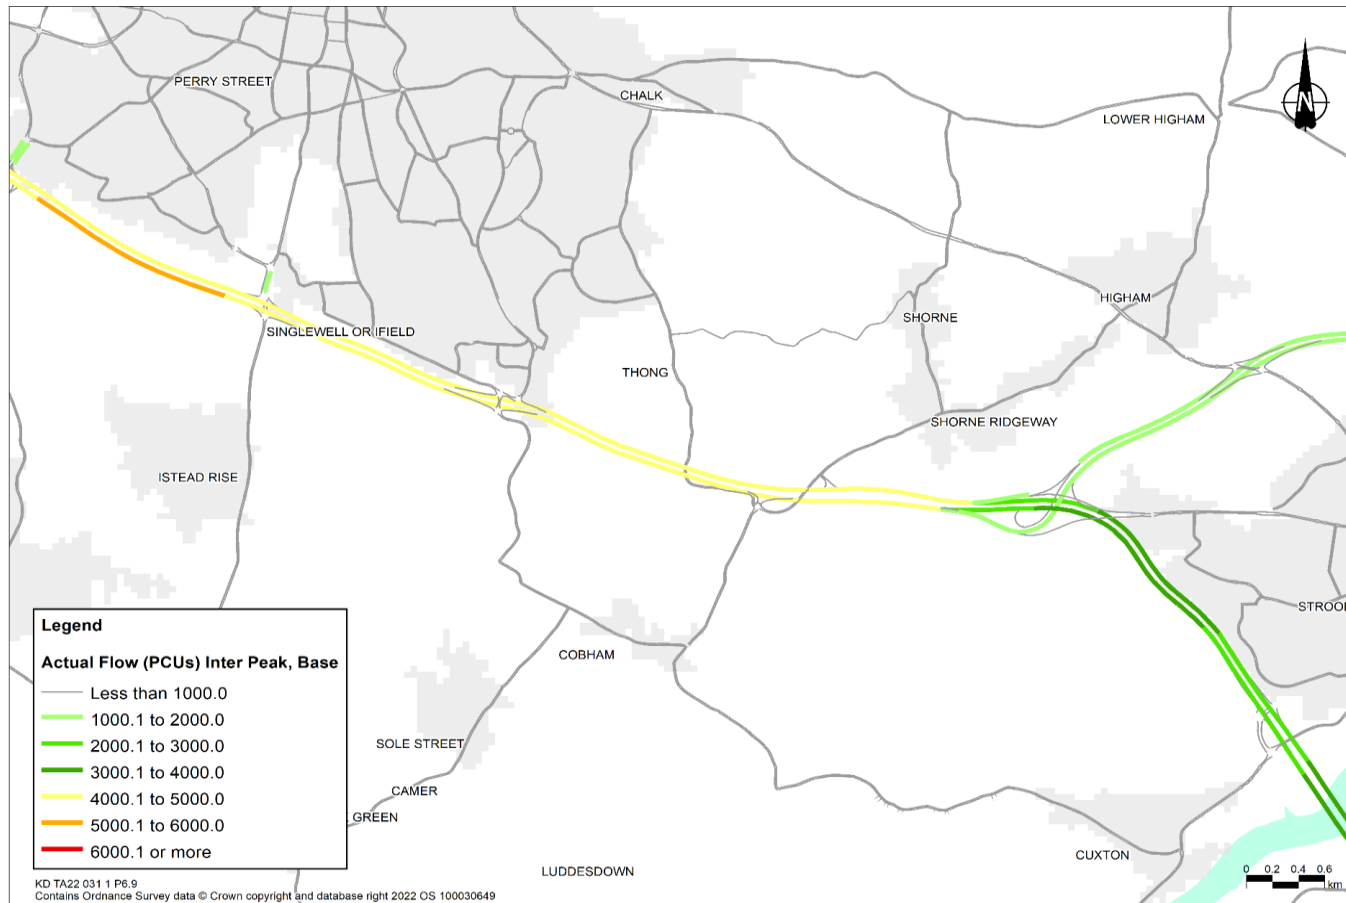 PERRY STREET
CHALK
LOWER HIGHAM
N
HIGHAM
SHORNE
SINGLEWELL OR IFIELD
THONG
SHORNE RIDGEWAY
ISTEAD RISE
STROOD
COBHAM
SOLE STREET
CAMER
GREEN
LUDDESDOWN
CUXTON
Legend
Actual Flow (PCUs) Inter Peak, Base
Less than 1000.0
1000.1 to 2000.0
2000.1 to 3000.0
3000.1 to 4000.0
4000.1 to 5000.0
5000.1 to 6000.0
6000.1 or more
0 0.2 0.4 0.6
km
KD TA22 031 1 P6.9
Contains Ordnance Survey data © Crown copyright and database right 2022 OS 100030649